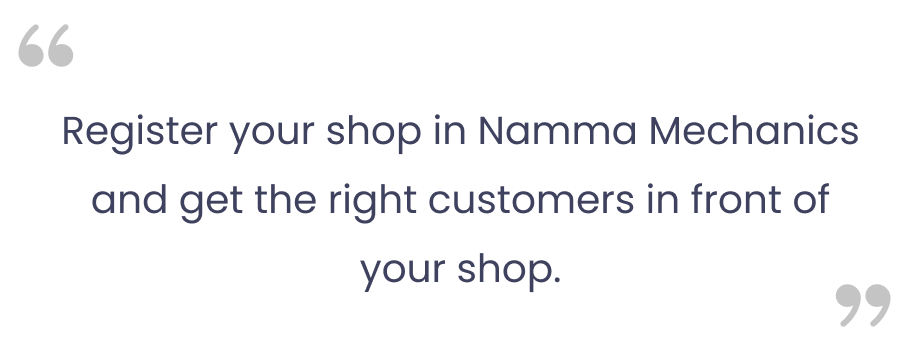 “
Register your shop in Namma Mechanics
and get the right customers in front of
your shop.
”